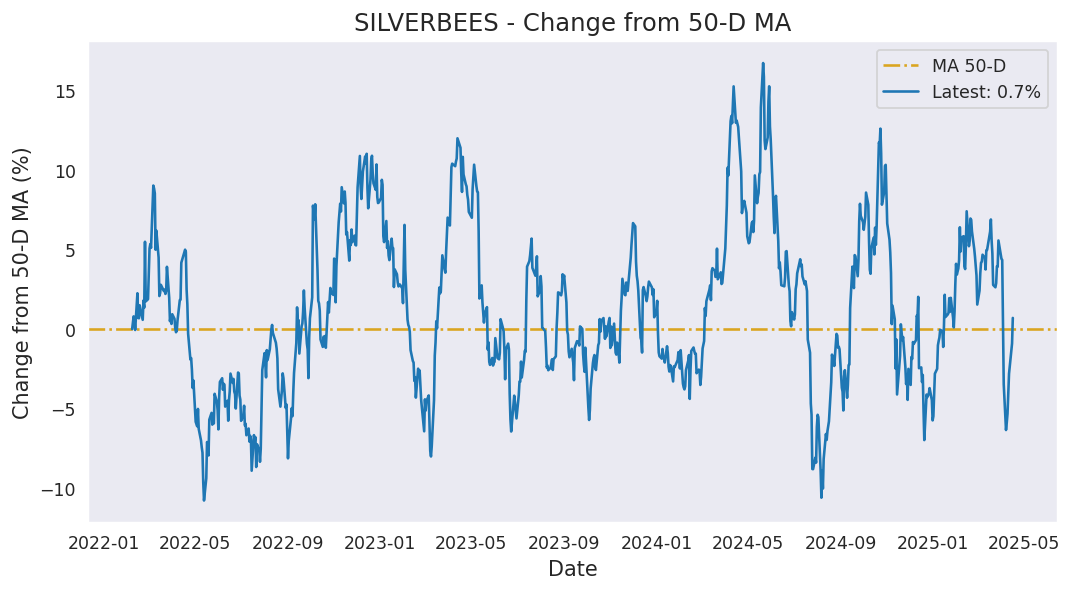 SILVERBEES - Change from 50-D MA
MA 50-D
Latest: 0.7%
Change from 50-D MA (%)
15
10
5
0
−5
−10
2022-01 2022-05 2022-09 2023-01 2023-05 2023-09 2024-01 2024-05 2024-09 2025-01 2025-05
Date